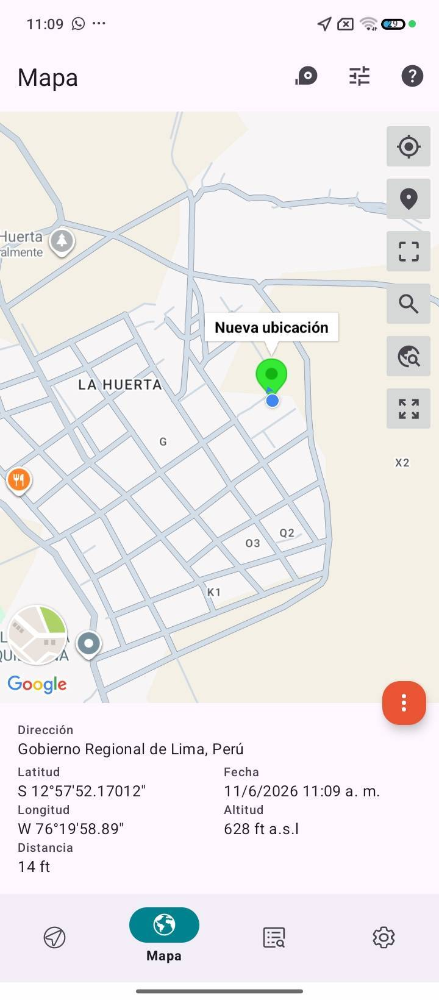 11:09
29
Mapa
Huerta
almente
Nueva ubicación
LA HUERTA
G
X2
Q2
O3
K1
Google
Dirección
Gobierno Regional de Lima, Perú
Latitud
S 12°57'52.17012"
Fecha
11/6/2026 11:09 a. m.
Longitud
W 76°19'58.89"
Altitud
628 ft a.s.l
Distancia
14 ft
Mapa